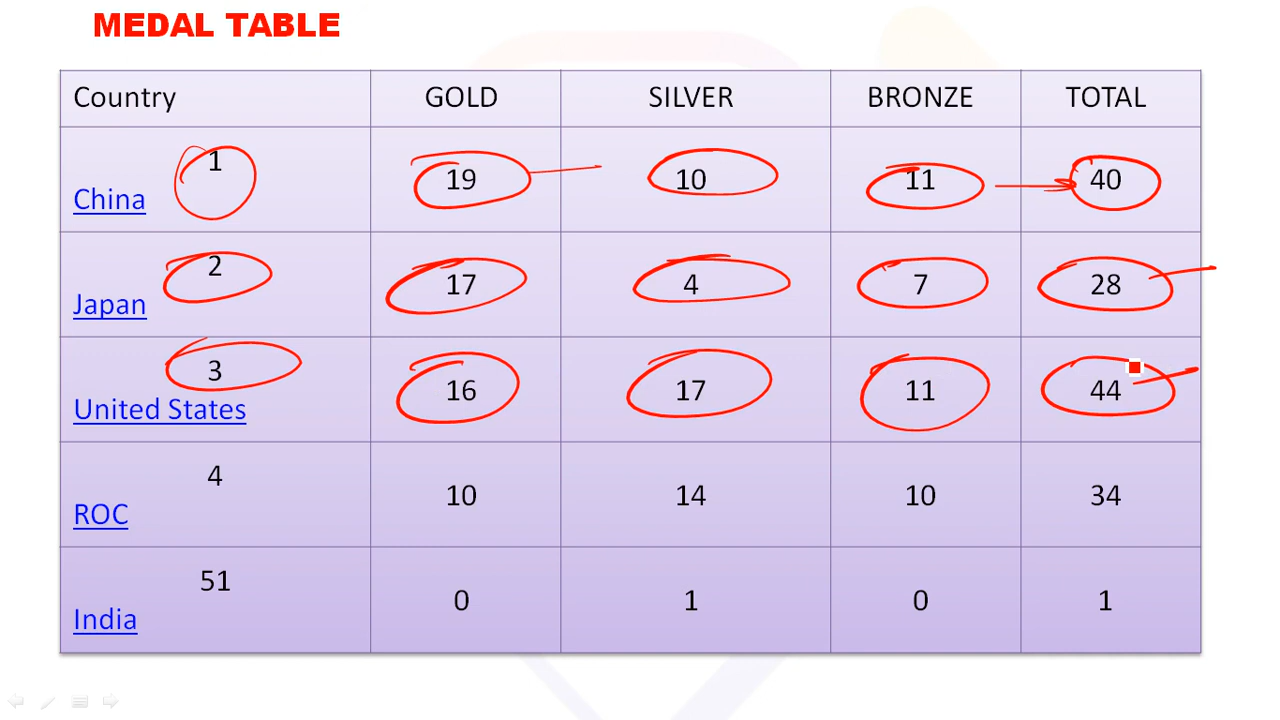 MEDAL TABLE
Country GOLD SILVER BRONZE TOTAL
1
China 19 10 11 40
2
Japan 17 4 7 28
3
United States 16 17 11 44
4
ROC 10 14 10 34
51
India 0 1 0 1